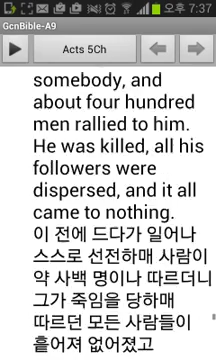 오후 7:37
GcnBible-A9
Acts 5Ch
somebody, and
about four hundred
men rallied to him.
He was killed, all his
followers were
dispersed, and it all
came to nothing.
이 전에 드다가 일어나
스스로 선전하매 사람이
약 사백 명이나 따르더니
그가 죽임을 당하매
따르던 모든 사람들이
흩어져 없어졌고